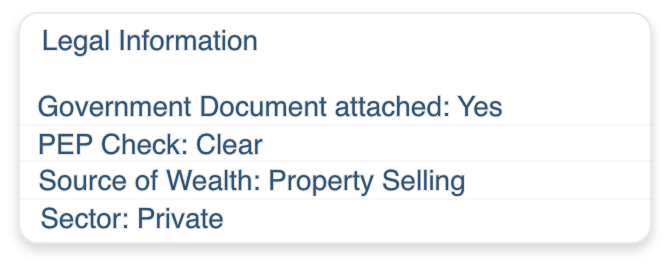 Legal Information
Government Document attached: Yes
PEP Check: Clear
Source of Wealth: Property Selling
Sector: Private